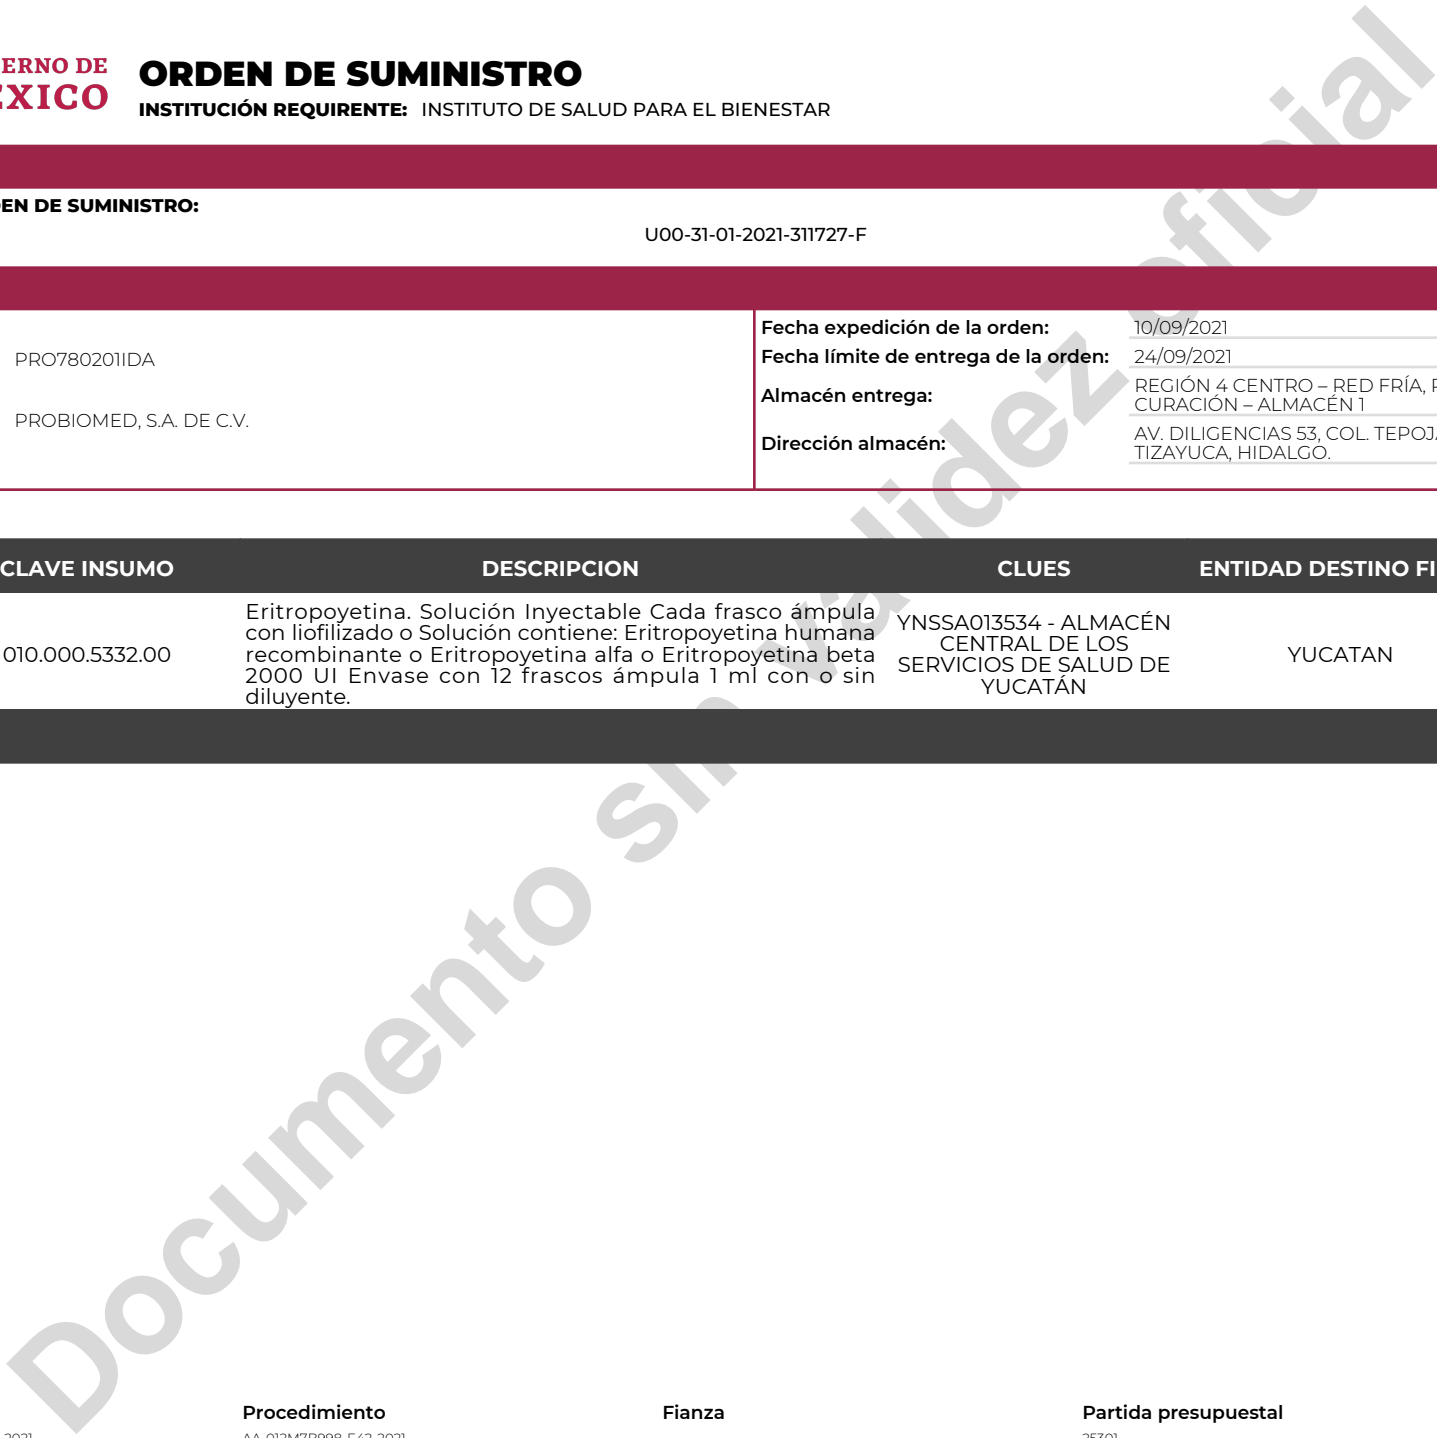 ERNO DE
ORDEN DE SUMINISTRO
INSTITUCIÓN REQUIRENTE: INSTITUTO DE SALUD PARA EL BIENESTAR
EXICO
EN DE SUMINISTRO:
U00-31-01-2021-311727-F
PRO780201IDA
PROBIOMED, S.A. DE C.V.
Fecha expedición de la orden: 10/09/2021
Fecha límite de entrega de la orden: 24/09/2021
Almacén entrega: REGIÓN 4 CENTRO – RED FRÍA,
CURACIÓN – ALMACÉN 1
Dirección almacén: AV. DILIGENCIAS 53, COL. TEPOJA
TIZAYUCA, HIDALGO.
CLAVE INSUMO DESCRIPCION CLUES ENTIDAD DESTINO FI
010.000.5332.00
Eritropoyetina. Solución Inyectable Cada frasco ámpula
con liofilizado o Solución contiene: Eritropoyetina humana
recombinante o Eritropoyetina alfa o Eritropoyetina beta
2000 UI Envase con 12 frascos ámpula 1 ml con o sin
diluyente.
YNSSA013534 - ALMACÉN
CENTRAL DE LOS
SERVICIOS DE SALUD DE
YUCATÁN
YUCATAN
Documento sin validez oficial
Procedimiento Fianza Partida presupuestal